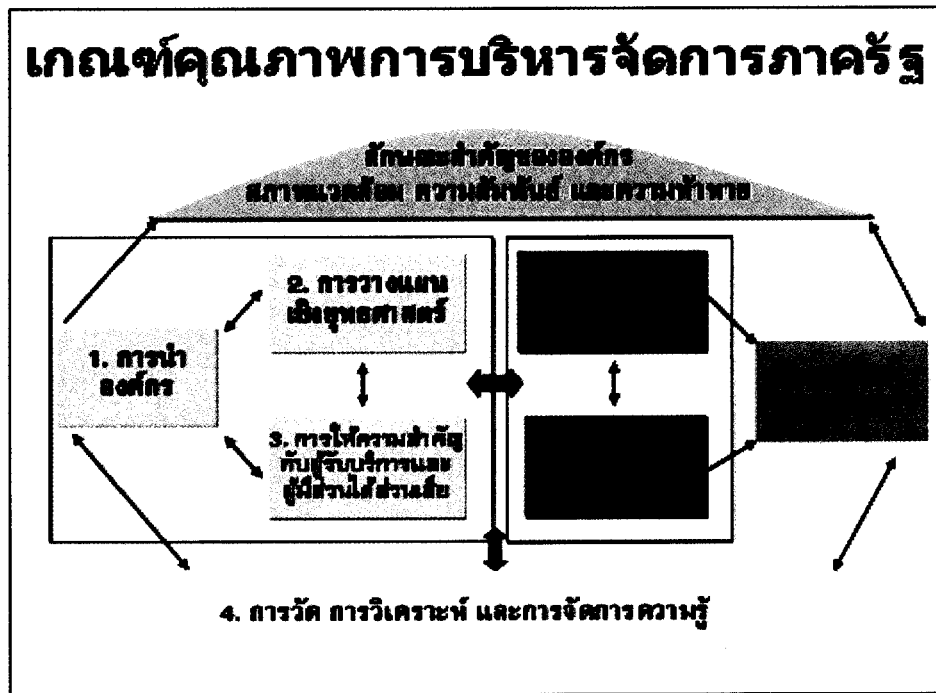 เกณฑ์คุณภาพการบริหารจัดการภาครัฐ
ลักษณะสำคัญขององค์กร
สภาพแวดล้อม ความสัมพันธ์ และความท้าทาย
2. การวางแผน
เชิงยุทธศาสตร์
1. การนำ
องค์กร
3. การให้ความสำคัญ
กับผู้รับบริการและ
ผู้มีส่วนได้ส่วนเสีย
4. การวัด การวิเคราะห์ และการจัดการความรู้